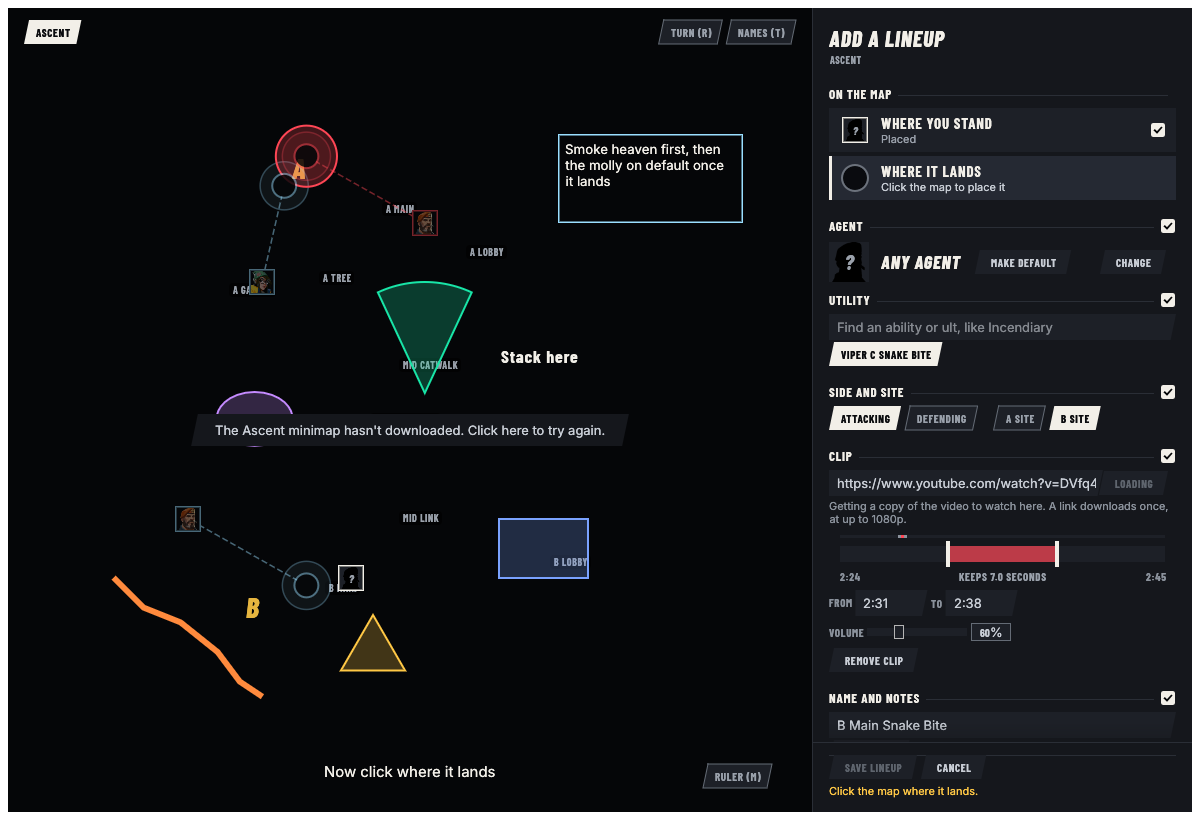 ASCENT
TURN (R)
NAMES (T)
A
A MAIN
A LOBBY
A TREE
A GA
MID CATWALK
Smoke heaven first, then
the molly on default once
it lands
Stack here
The Ascent minimap hasn't downloaded. Click here to try again.
MID LINK
B LOBBY
B
B
Now click where it lands
RULER (M)
ADD A LINEUP
ASCENT
ON THE MAP
?
WHERE YOU STAND
Placed
WHERE IT LANDS
Click the map to place it
AGENT
?
ANY AGENT
MAKE DEFAULT
CHANGE
UTILITY
Find an ability or ult, like Incendiary
VIPER C SNAKE BITE
SIDE AND SITE
ATTACKING
DEFENDING
A SITE
B SITE
CLIP
https://www.youtube.com/watch?v=DVfq4
LOADING
Getting a copy of the video to watch here. A link downloads once,
at up to 1080p.
2:24
KEEPS 7.0 SECONDS
2:45
FROM
2:31
TO
2:38
VOLUME
60%
REMOVE CLIP
NAME AND NOTES
B Main Snake Bite
SAVE LINEUP
CANCEL
Click the map where it lands.